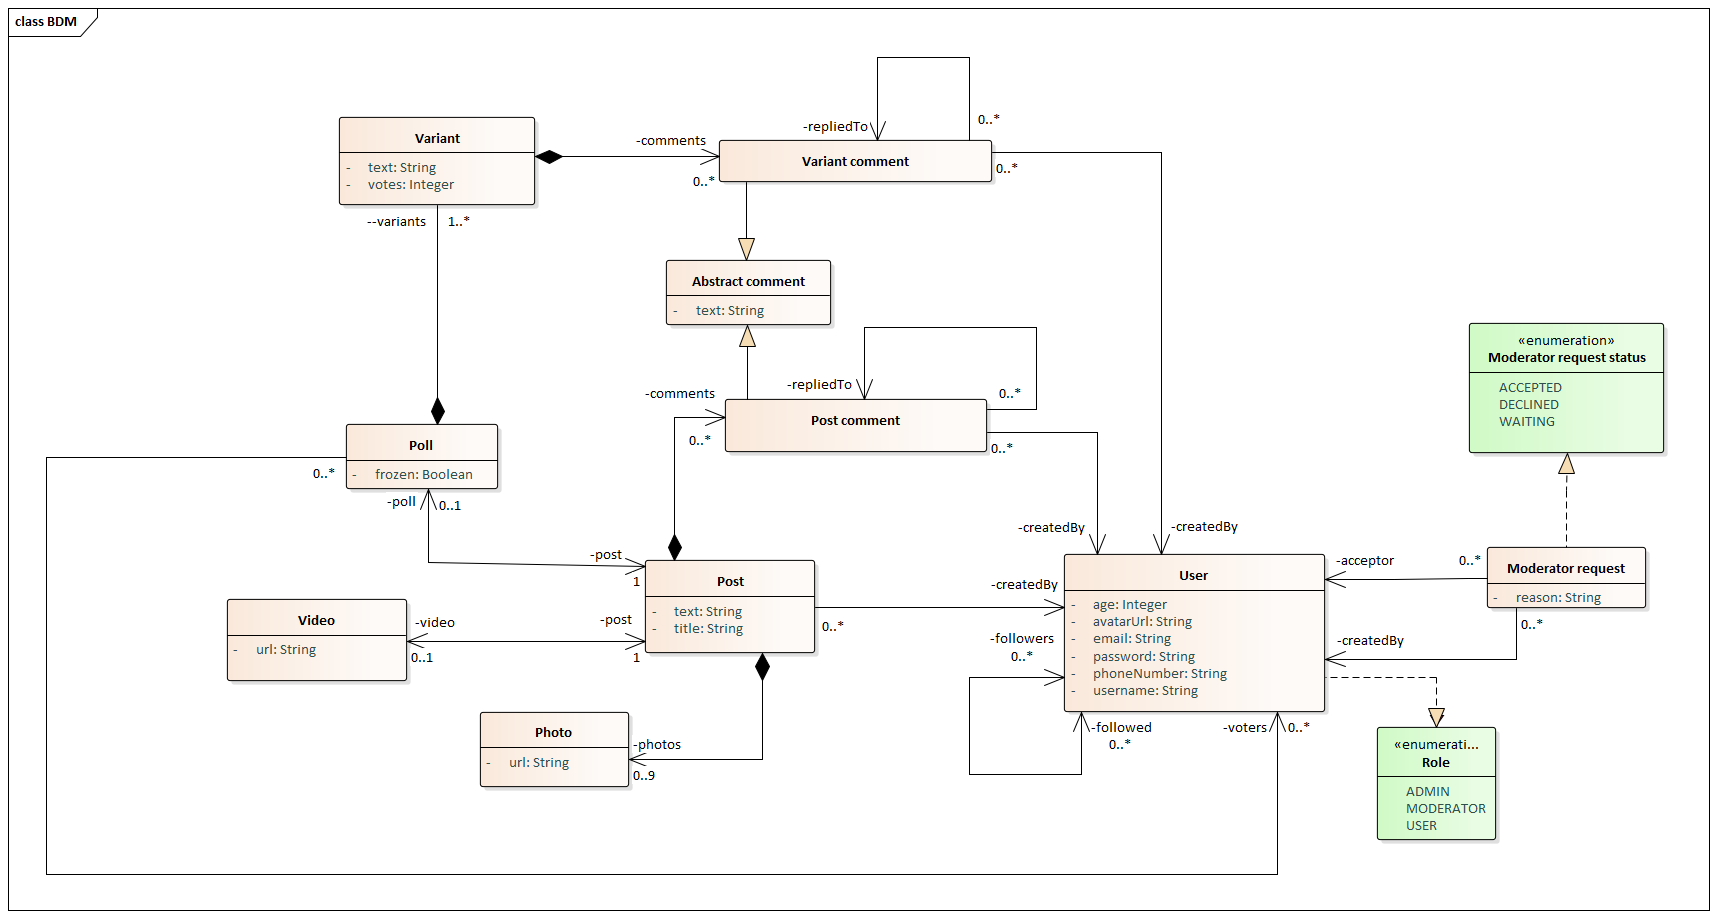 class BDM
0..*
-repliedTo
Variant
- text: String
- votes: Integer
-comments
0..*
Variant comment
0..*
--variants 1..*
Abstract comment
- text: String
-repliedTo
0..*
-comments
0..*
Post comment
0..*
«enumeration»
Moderator request status
ACCEPTED
DECLINED
WAITING
Poll
- frozen: Boolean
0..*
-poll 0..1
-post
1
-createdBy
-createdBy
Post
- text: String
- title: String
-createdBy
0..*
User
- age: Integer
- avatarUrl: String
- email: String
- password: String
- phoneNumber: String
- username: String
-acceptor
0..*
Moderator request
- reason: String
0..*
-createdBy
Video
- url: String
-video
0..1
-post
1
-followers
0..*
-followed
0..*
-voters 0..*
Photo
- url: String
-photos
0..9
«enumerati...
Role
ADMIN
MODERATOR
USER